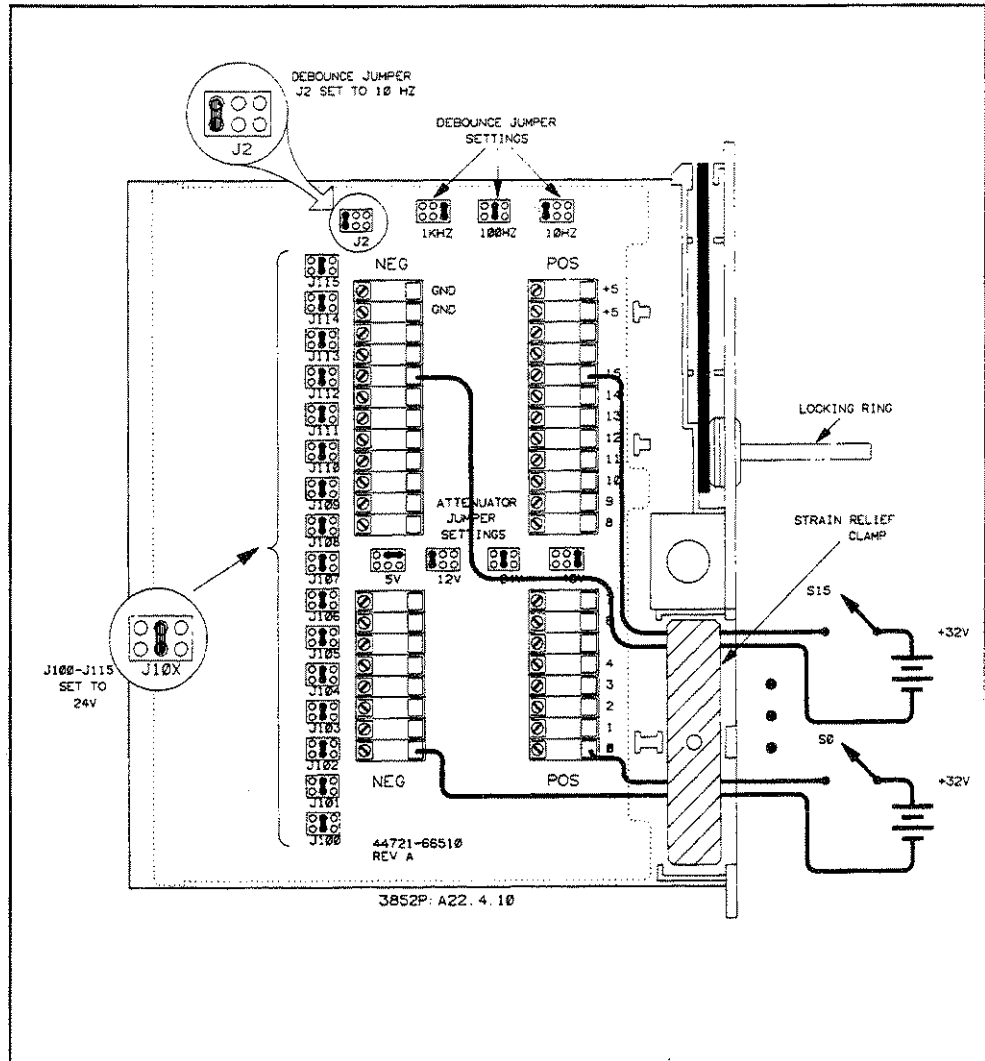 DEBOUNCE JUMPER
J2 SET TO 10 HZ
J2
DEBOUNCE JUMPER
SETTINGS
J2
1KHZ
100HZ
10HZ
NEG
POS
GND
GND
+5
+5
J115
J114
J113
J112
J111
J110
J109
J108
J107
J106
J105
J104
J103
J102
J101
J100
15
14
13
12
11
10
9
8
LOCKING RING
ATTENUATOR
JUMPER
SETTINGS
5V
12V
STRAIN RELIEF
CLAMP
J10X
J100-J115
SET TO
24V
4
3
2
1
0
S15
+32V
S0
+32V
NEG
POS
44721-66510
REV A
3852P: A22. 4. 10